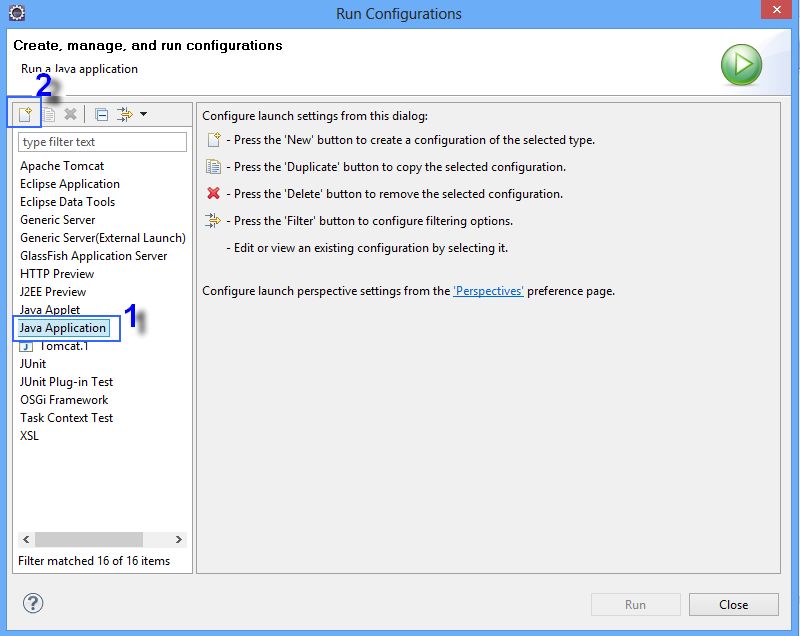 Run Configurations
Create, manage, and run configurations
Run a Java application
2
type filter text
Apache Tomcat
Eclipse Application
Eclipse Data Tools
Generic Server
Generic Server(External Launch)
GlassFish Application Server
HTTP Preview
J2EE Preview
Java Applet
Java Application
1
Tomcat.1
JUnit
JUnit Plug-in Test
OSGi Framework
Task Context Test
XSL
Filter matched 16 of 16 items
Configure launch settings from this dialog:
- Press the 'New' button to create a configuration of the selected type.
- Press the 'Duplicate' button to copy the selected configuration.
- Press the 'Delete' button to remove the selected configuration.
- Press the 'Filter' button to configure filtering options.
- Edit or view an existing configuration by selecting it.
Configure launch perspective settings from the 'Perspectives' preference page.
?
Run
Close